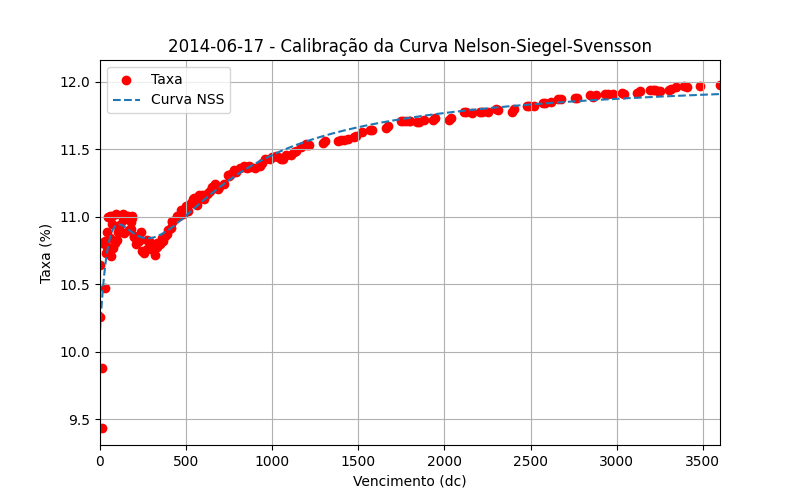 2014-06-17 - Calibração da Curva Nelson-Siegel-Svensson
Taxa
Curva NSS
Taxa (%)
12.0
11.5
11.0
10.5
10.0
9.5
0 500 1000 1500 2000 2500 3000 3500
Vencimento (dc)